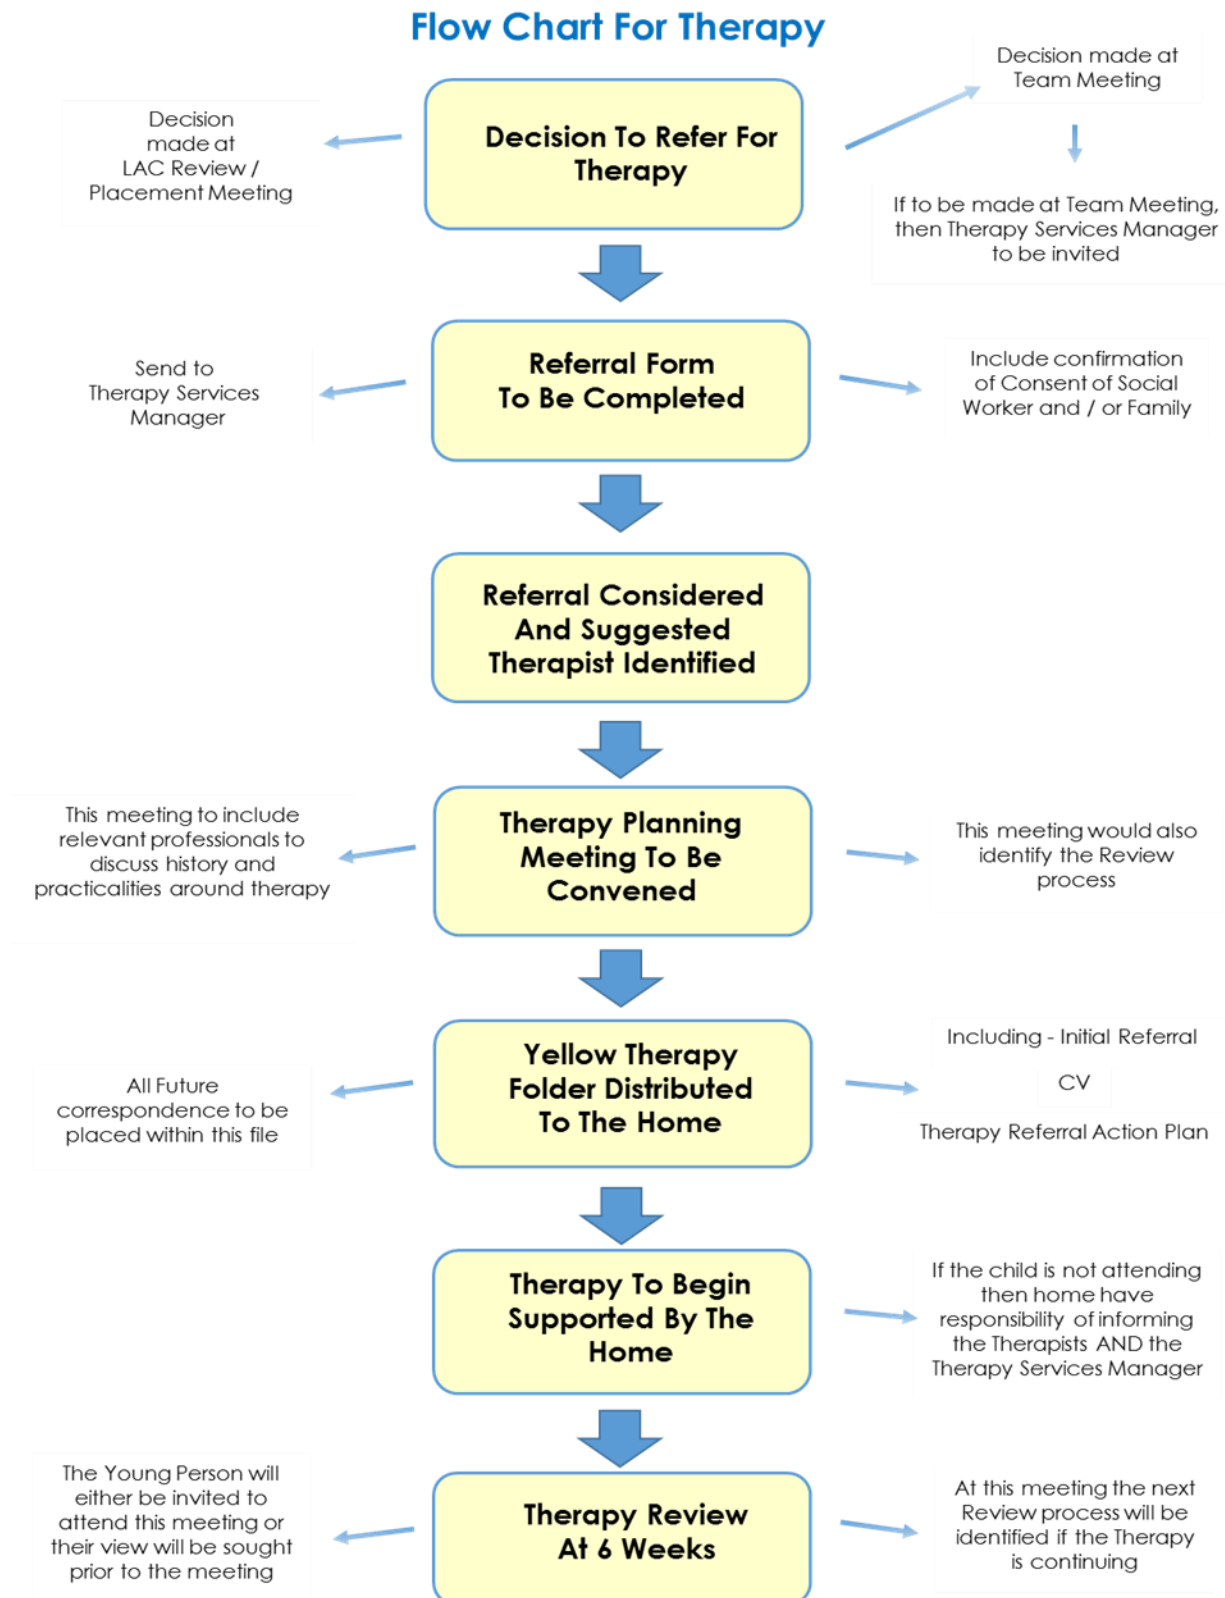 Flow Chart For Therapy
Decision made at
Team Meeting
Decision
made at
LAC Review /
Placement Meeting
Decision To Refer For
Therapy
If to be made at Team Meeting,
then Therapy Services Manager
to be invited
Send to
Therapy Services
Manager
Referral Form
To Be Completed
Include confirmation
of Consent of Social
Worker and / or Family
Referral Considered
And Suggested
Therapist Identified
This meeting to include
relevant professionals to
discuss history and
practicalities around therapy
Therapy Planning
Meeting To Be
Convened
This meeting would also
identify the Review
process
All Future
correspondence to be
placed within this file
Yellow Therapy
Folder Distributed
To The Home
Including - Initial Referral
CV
Therapy Referral Action Plan
Therapy To Begin
Supported By The
Home
If the child is not attending
then home have
responsibility of informing
the Therapists AND the
Therapy Services Manager
The Young Person will
either be invited to
attend this meeting or
their view will be sought
prior to the meeting
Therapy Review
At 6 Weeks
At this meeting the next
Review process will be
identified if the Therapy
is continuing